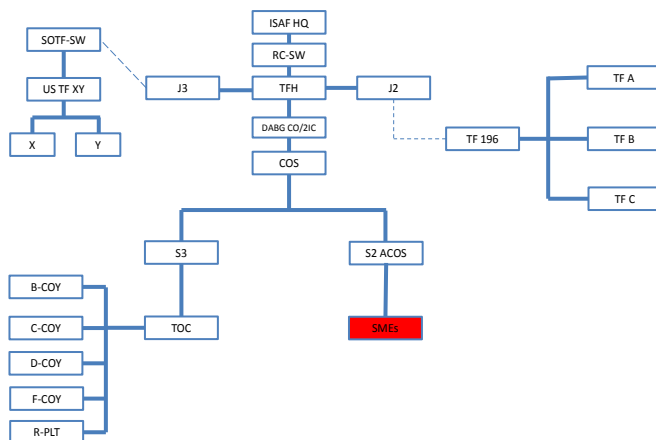 ISAF HQ
SOTF-SW
RC-SW
US TF XY
J3
TFH
J2
TF A
DABG CO/2IC
X
Y
TF 196
TF B
COS
TF C
S3
S2 ACOS
B-COY
C-COY
TOC
SMEs
D-COY
F-COY
R-PLT